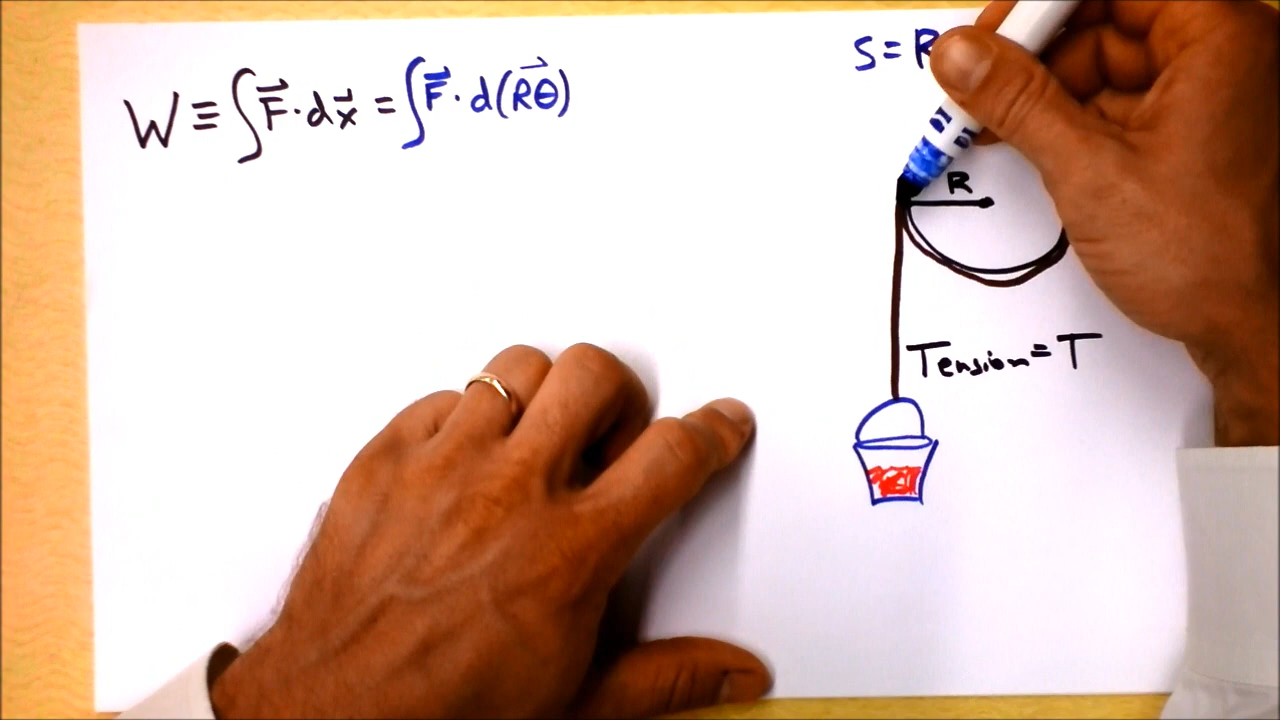 W ≡ ∫F⃗·dx⃗ = ∫F⃗·d(R⃗θ)
S=R
R
Tension=T